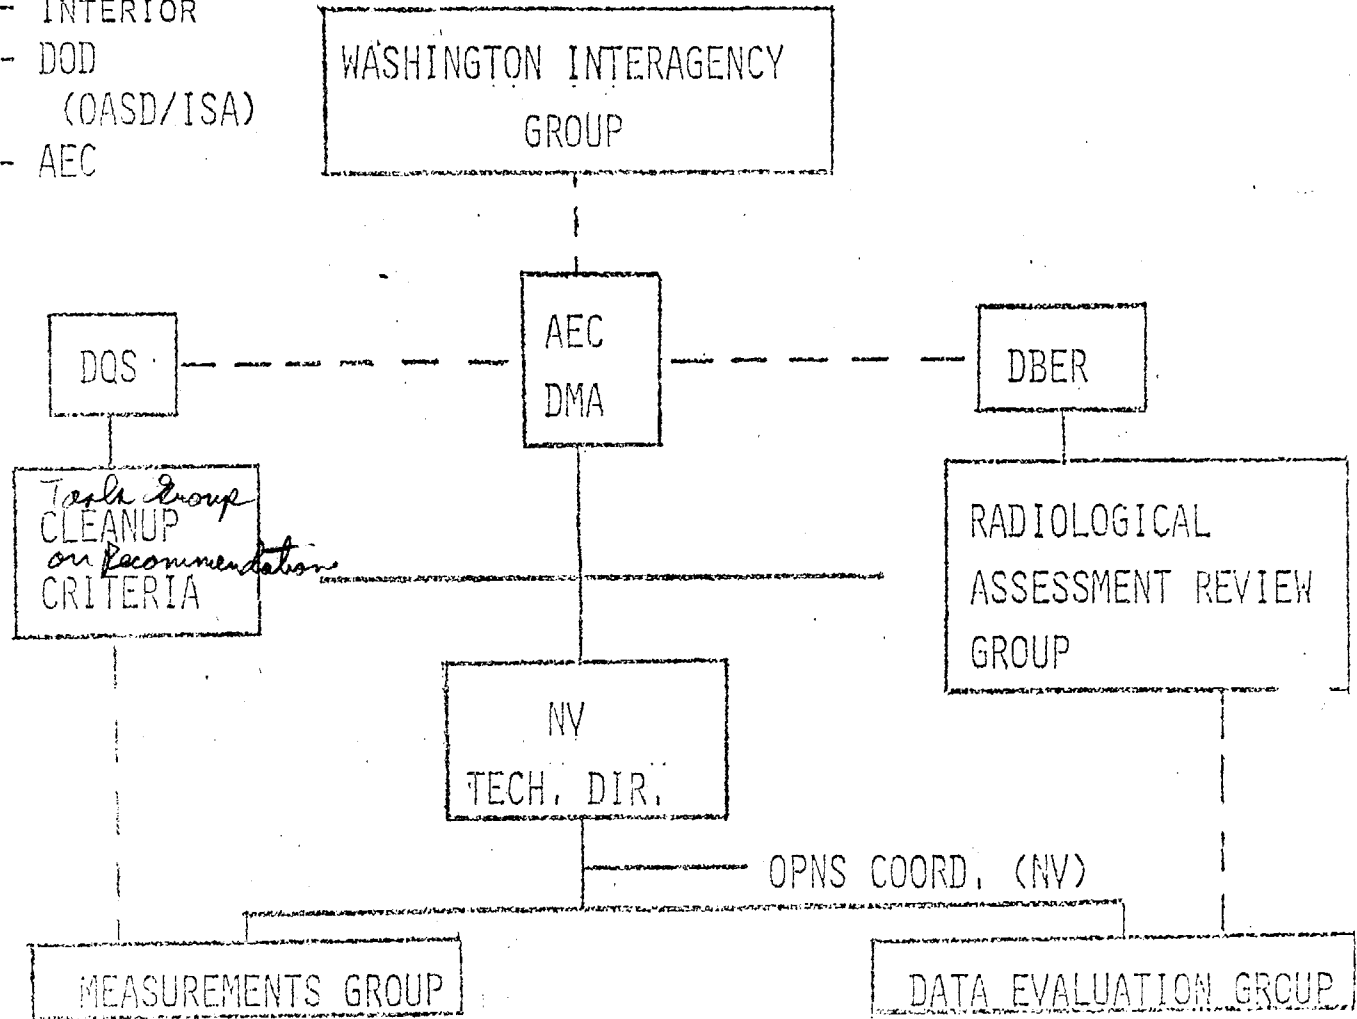 - INTERIOR
- DOD
(OASD/ISA)
- AEC
WASHINGTON INTERAGENCY
GROUP
DOS
AEC
DMA
DBER
Task Group
CLEANUP
on Recommendations
CRITERIA
RADIOLOGICAL
ASSESSMENT REVIEW
GROUP
NV
TECH. DIR.
OPNS COORD. (NV)
MEASUREMENTS GROUP
DATA EVALUATION GROUP